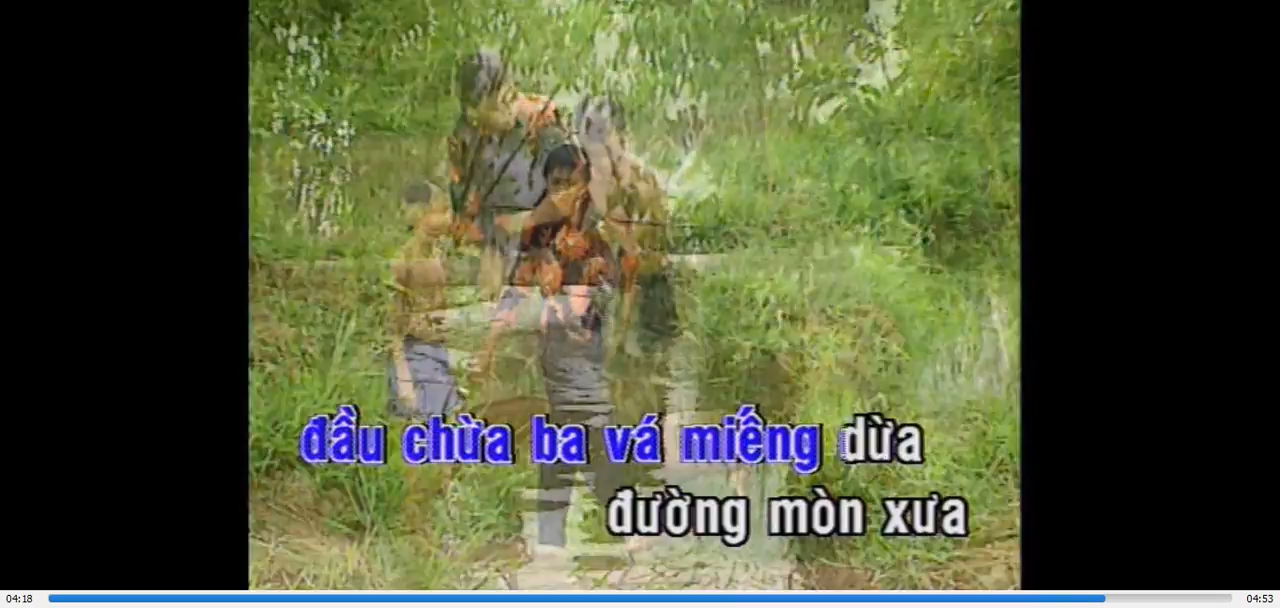 đầu chừa ba vá miếng dừa
đường mòn xưa
04:18
04:53